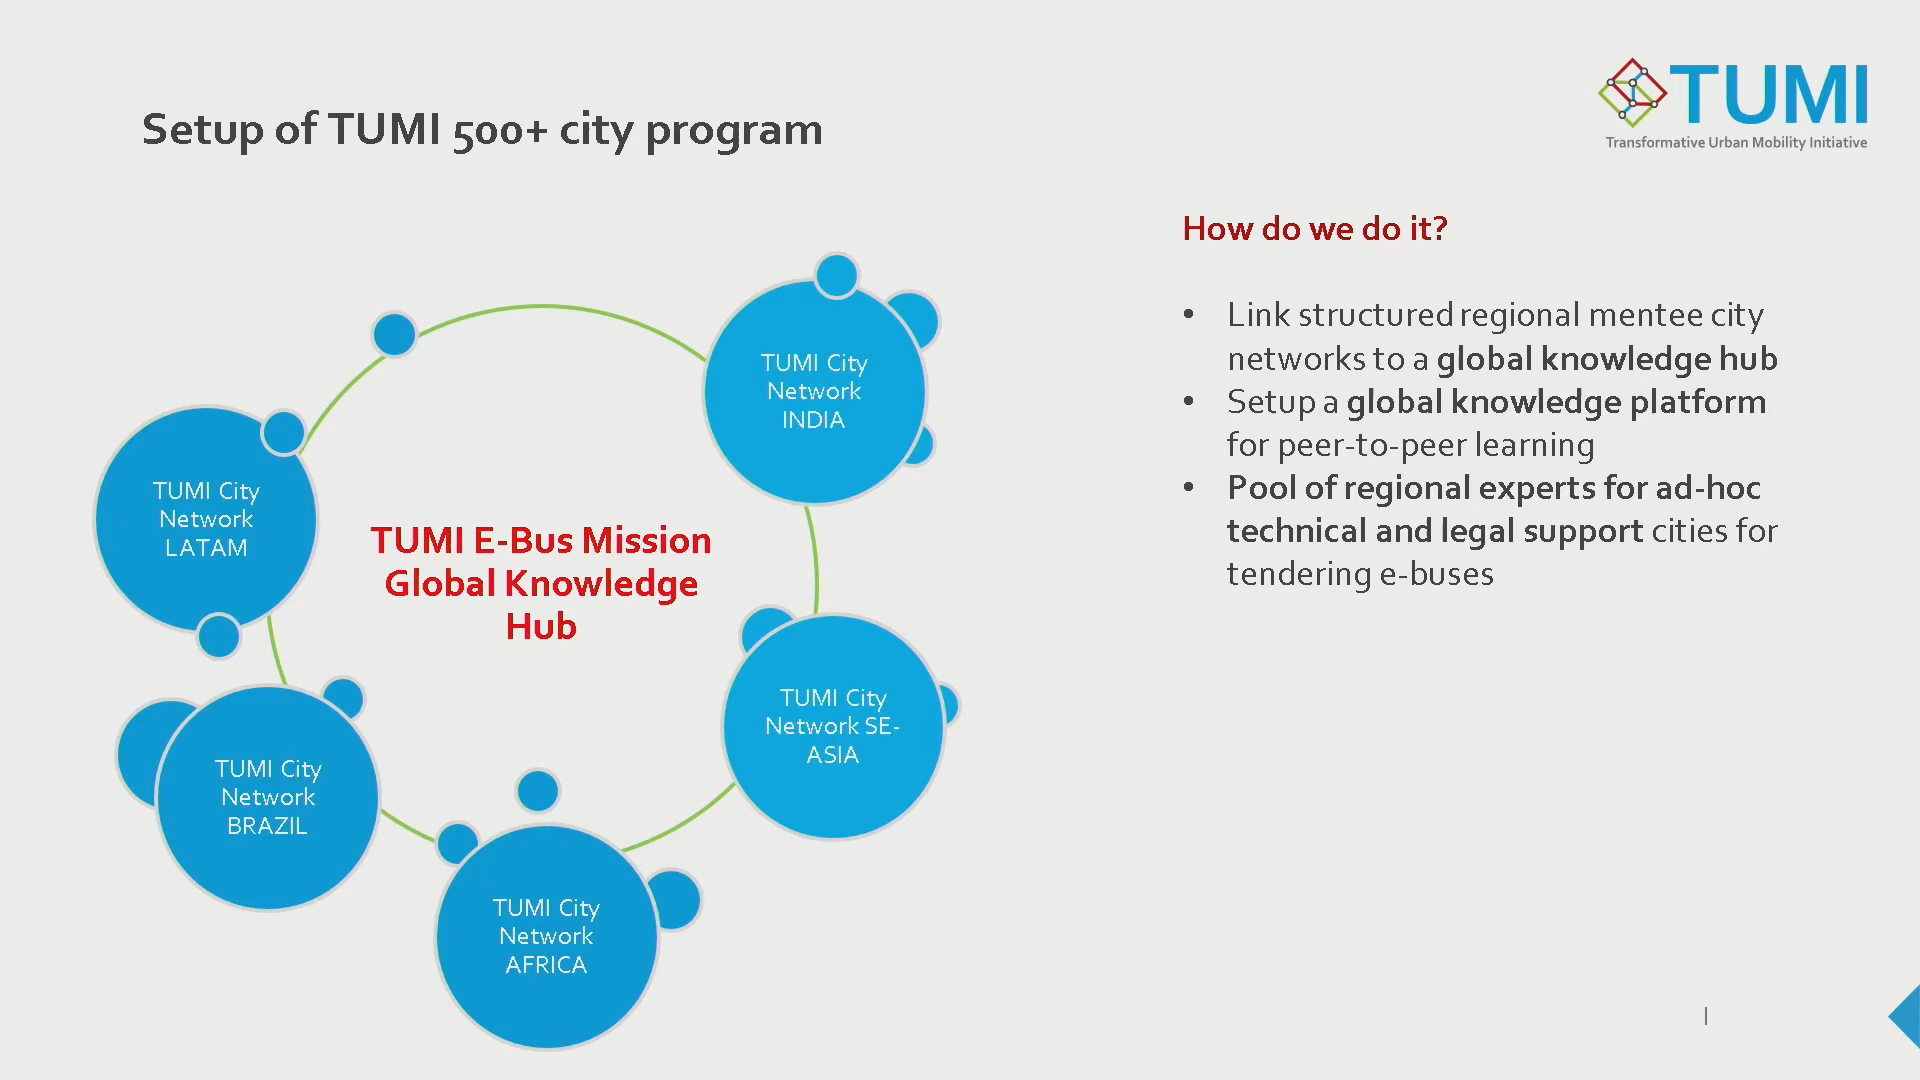 Setup of TUMI 500+ city program
TUMI
Transformative Urban Mobility Initiative
TUMI City
Network
INDIA
TUMI City
Network
LATAM
TUMI E-Bus Mission
Global Knowledge
Hub
TUMI City
Network SE-
ASIA
TUMI City
Network
BRAZIL
TUMI City
Network
AFRICA
How do we do it?
• Link structured regional mentee city
networks to a global knowledge hub
• Setup a global knowledge platform
for peer-to-peer learning
• Pool of regional experts for ad-hoc
technical and legal support cities for
tendering e-buses
|